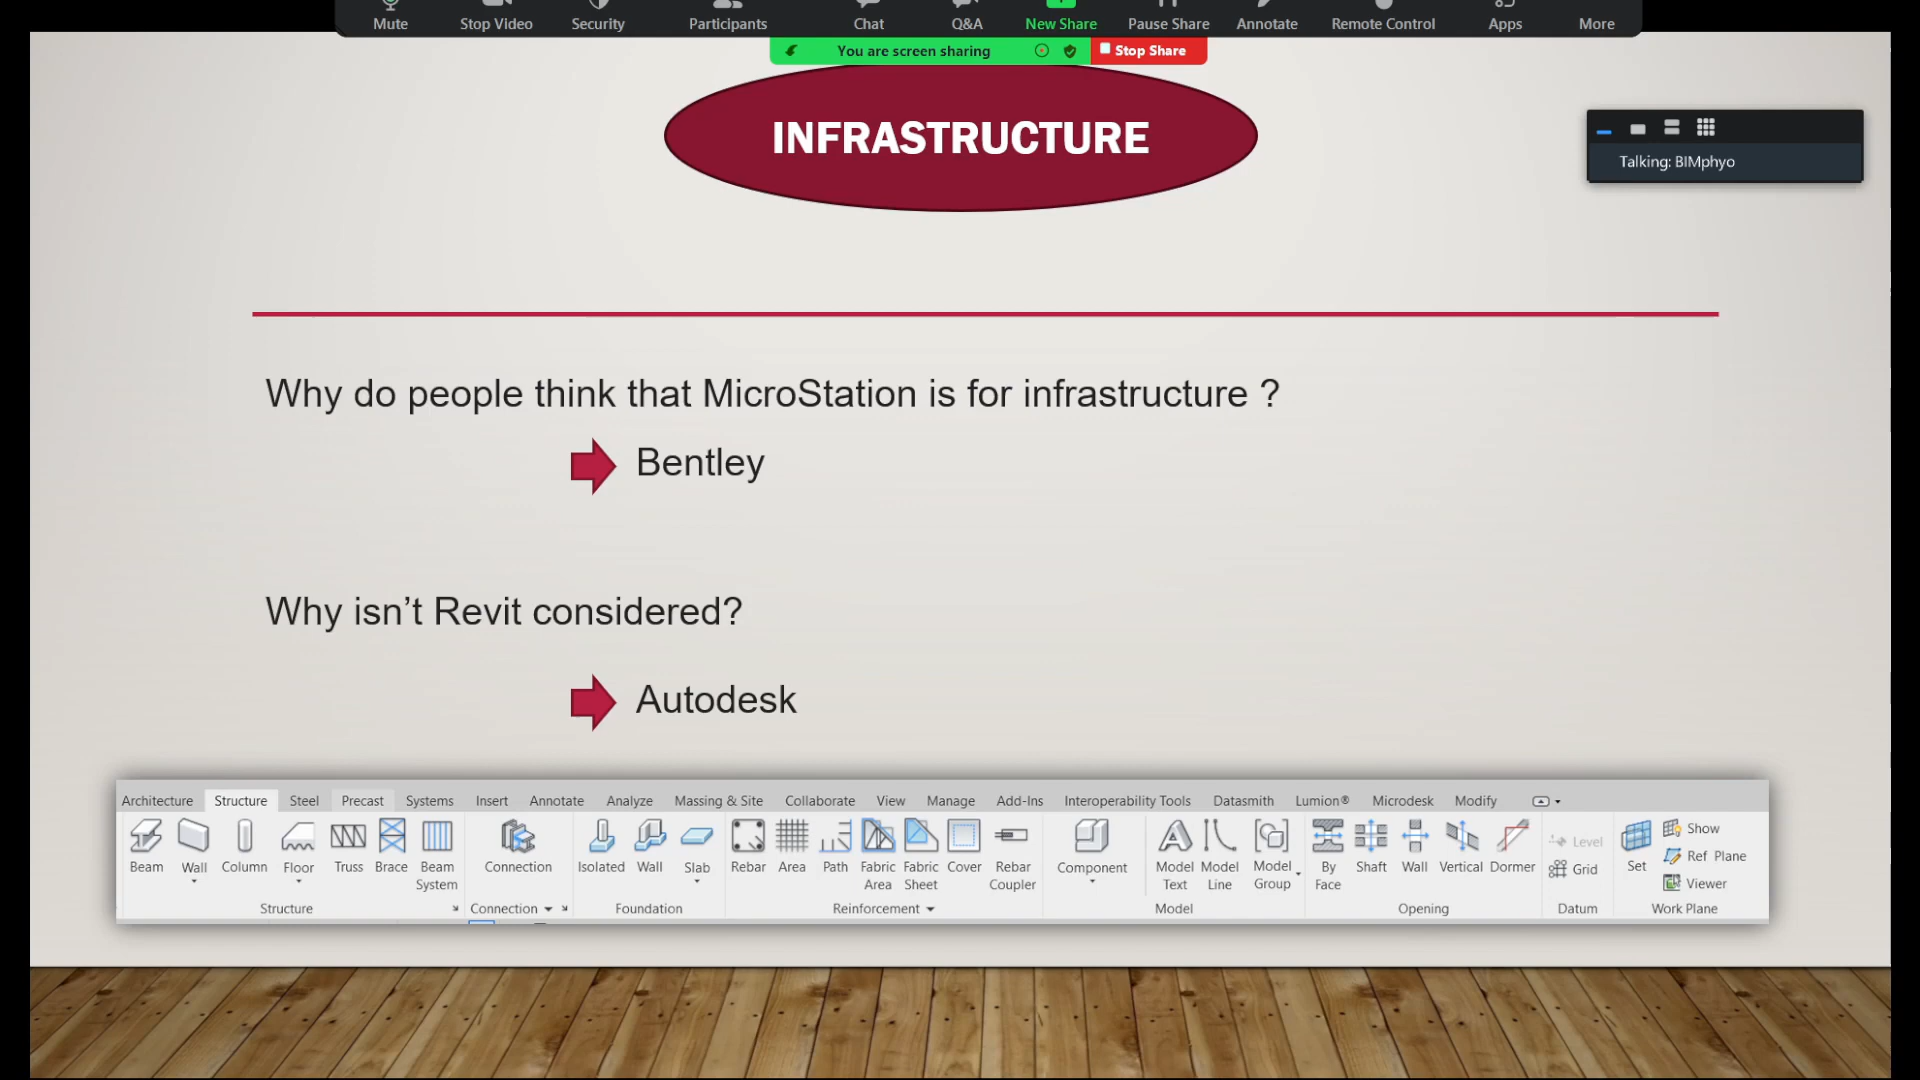 Mute Stop Video Security Participants Chat Q&A New Share Pause Share Annotate Remote Control Apps More
You are screen sharing Stop Share
INFRASTRUCTURE
Talking: BIMphyo
Why do people think that MicroStation is for infrastructure ?
Bentley
Why isn’t Revit considered?
Autodesk
Architecture Structure Steel Precast Systems Insert Annotate Analyze Massing & Site Collaborate View Manage Add-Ins Interoperability Tools Datasmith Lumion® Microdesk Modify
Beam Wall Column Floor Truss Brace Beam System
Structure
Connection
Connection
Isolated Wall Slab
Foundation
Rebar Area Path Fabric Area Fabric Sheet Cover Rebar Coupler
Reinforcement
Component Model Text Model Line Model Group
Model
By Face Shaft Wall Vertical Dormer
Opening
Level
Grid
Datum
Set
Show
Ref Plane
Viewer
Work Plane